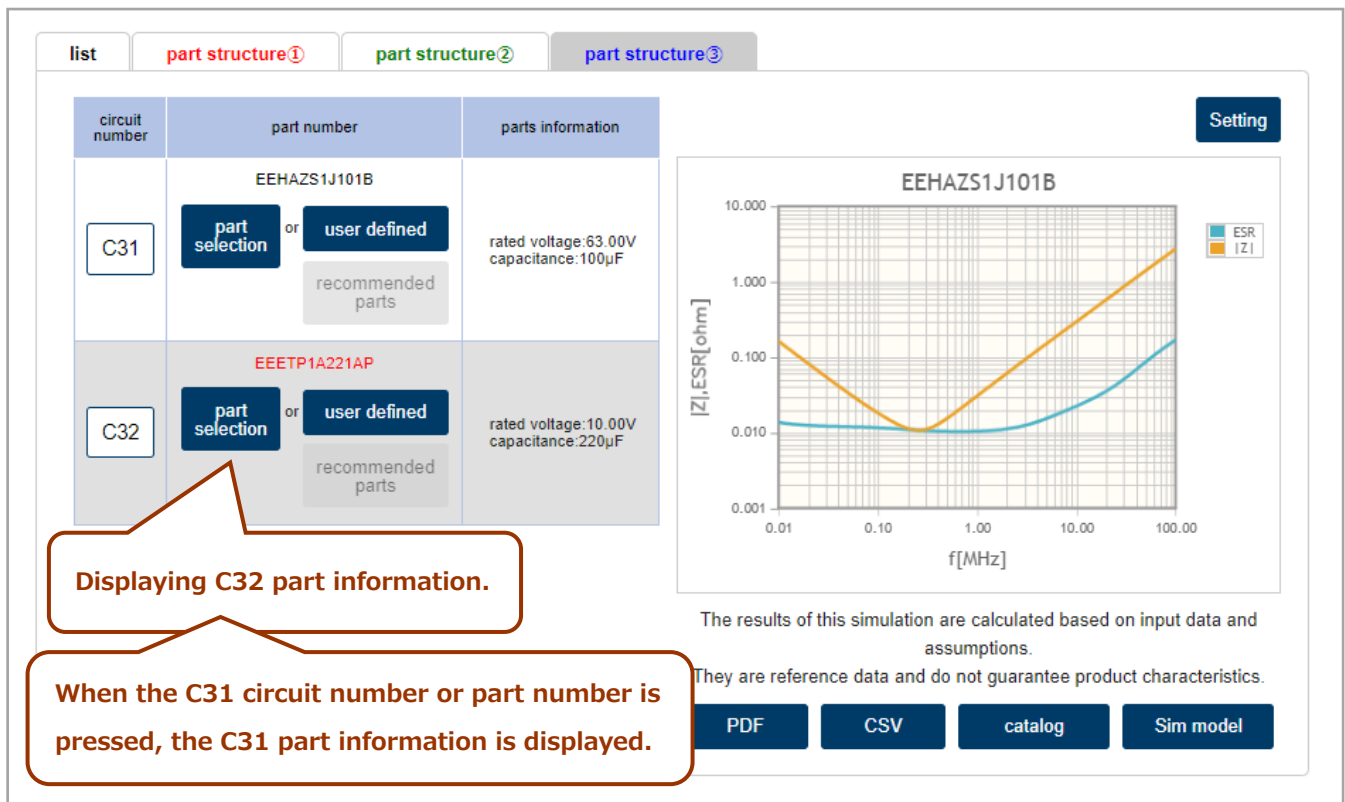 list
part structure①
part structure②
part structure③
circuit
number
part number
parts information
C31
EEHAZS1J101B
part
selection
or
user defined
recommended
parts
rated voltage:63.00V
capacitance:100µF
C32
EEETP1A221AP
part
selection
or
user defined
recommended
parts
rated voltage:10.00V
capacitance:220µF
Displaying C32 part information.
When the C31 circuit number or part number is
pressed, the C31 part information is displayed.
Setting
EEHAZS1J101B
ESR
|Z|
|Z|,ESR[ohm]
10.000
1.000
0.100
0.010
0.001
0.01
0.10
1.00
10.00
100.00
f[MHz]
The results of this simulation are calculated based on input data and
assumptions.
They are reference data and do not guarantee product characteristics.
PDF
CSV
catalog
Sim model